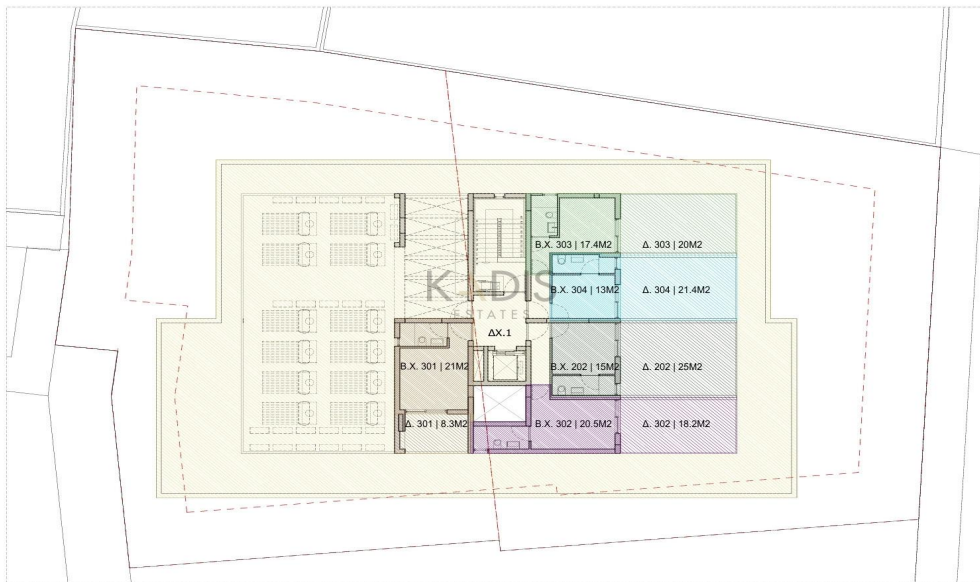 B.X. 303 | 17.4M2
Δ. 303 | 20M2
KADIS
ESTATES
B.X. 304 | 13M2
Δ. 304 | 21.4M2
ΔX.1
B.X. 301 | 21M2
B.X. 202 | 15M2
Δ. 202 | 25M2
Δ. 301 | 8.3M2
B.X. 302 | 20.5M2
Δ. 302 | 18.2M2